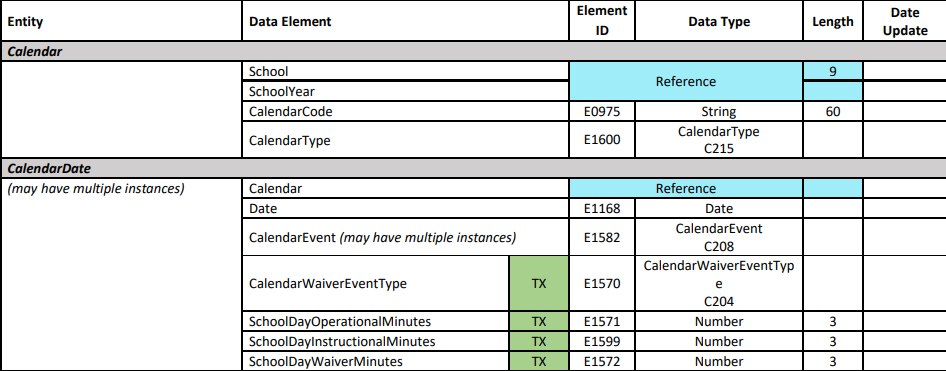 Entity Data Element Element ID Data Type Length Date Update
Calendar
School Reference 9
SchoolYear
CalendarCode E0975 String 60
CalendarType E1600 CalendarType C215
CalendarDate
(may have multiple instances) Calendar Reference
Date E1168 Date
CalendarEvent (may have multiple instances) E1582 CalendarEvent C208
CalendarWaiverEventType TX E1570 CalendarWaiverEventTyp e C204
SchoolDayOperationalMinutes TX E1571 Number 3
SchoolDayInstructionalMinutes TX E1599 Number 3
SchoolDayWaiverMinutes TX E1572 Number 3